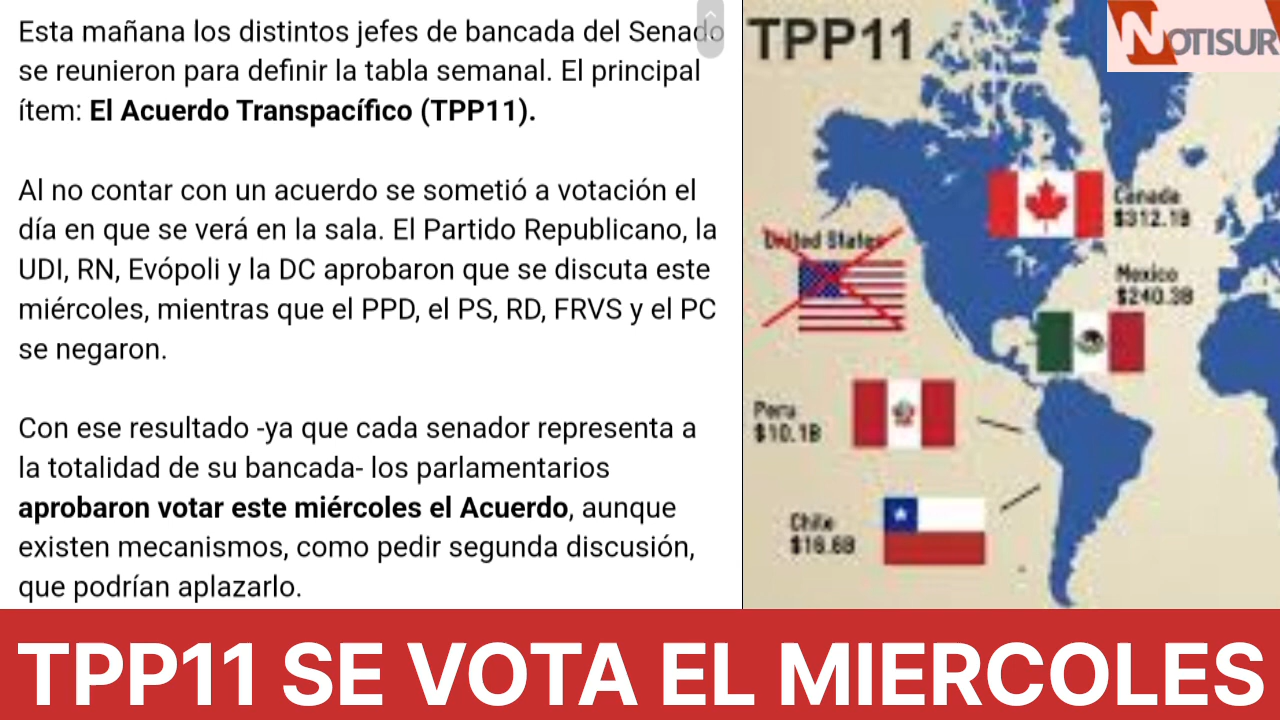 Esta mañana los distintos jefes de bancada del Senado
se reunieron para definir la tabla semanal. El principal
ítem: El Acuerdo Transpacífico (TPP11).
Al no contar con un acuerdo se sometió a votación el
día en que se verá en la sala. El Partido Republicano, la
UDI, RN, Evópoli y la DC aprobaron que se discuta este
miércoles, mientras que el PPD, el PS, RD, FRVS y el PC
se negaron.
Con ese resultado -ya que cada senador representa a
la totalidad de su bancada- los parlamentarios
aprobaron votar este miércoles el Acuerdo, aunque
existen mecanismos, como pedir segunda discusión,
que podrían aplazarlo.
TPP11
NOTISUR
Canada
$312.1B
United States
Mexico
$240.3B
Peru
$10.1B
Chile
$16.6B
TPP11 SE VOTA EL MIERCOLES